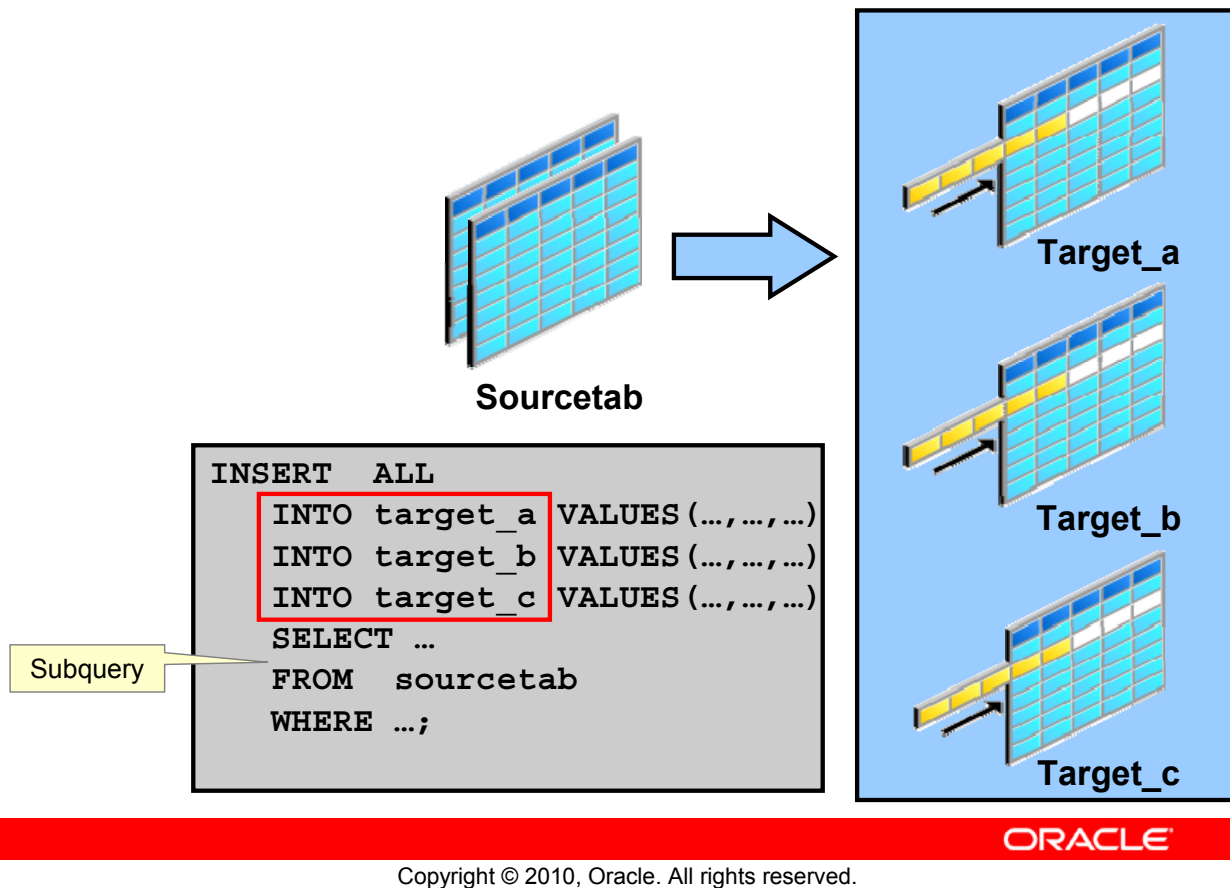 Target_a
Sourcetab
Target_b
INSERT ALL
INTO target_a VALUES(…,…,…)
INTO target_b VALUES(…,…,…)
INTO target_c VALUES(…,…,…)
SELECT …
Subquery
FROM sourcetab
WHERE …;
Target_c
ORACLE
Copyright © 2010, Oracle. All rights reserved.